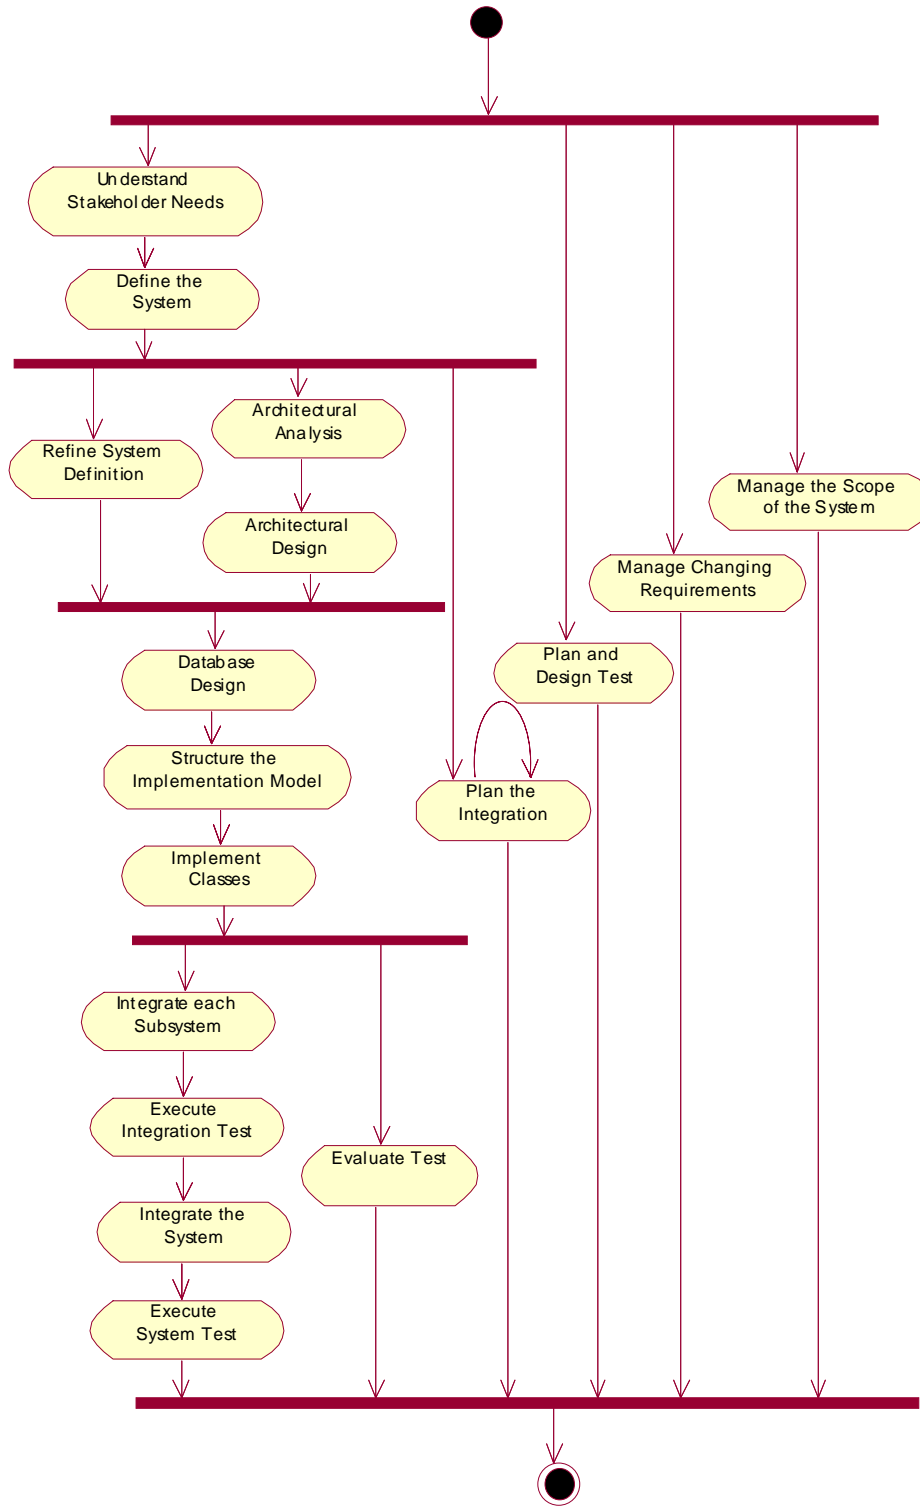 Understand
Stakeholder Needs
Define the
System
Architectural
Analysis
Refine System
Definition
Manage the Scope
of the System
Architectural
Design
Manage Changing
Requirements
Database
Design
Plan and
Design Test
Structure the
Implementation Model
Plan the
Integration
Implement
Classes
Integrate each
Subsystem
Execute
Integration Test
Evaluate Test
Integrate the
System
Execute
System Test